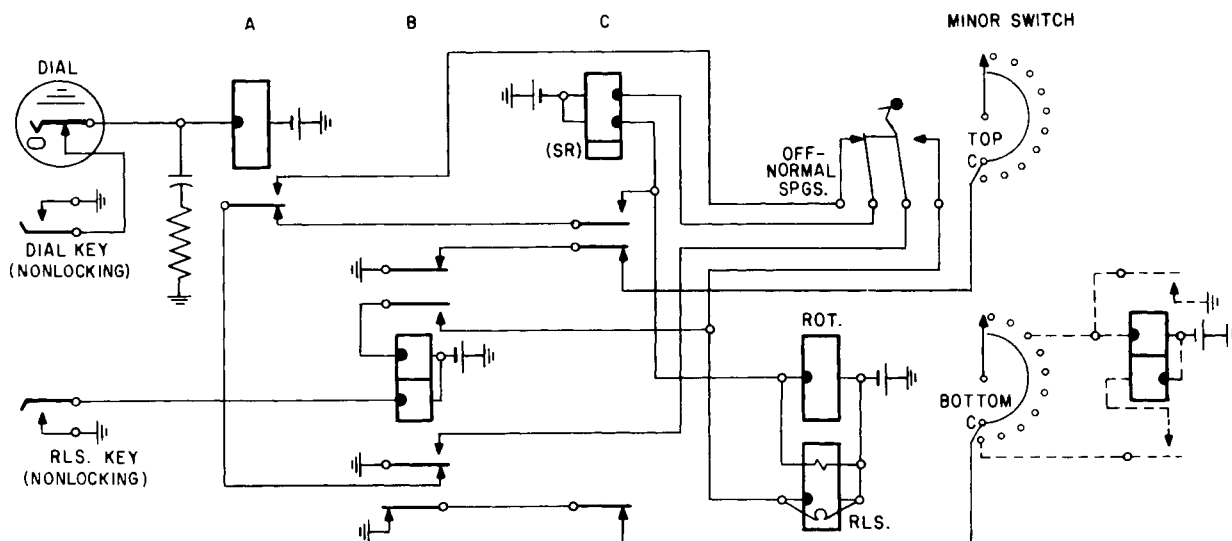 A
B
C
MINOR SWITCH
DIAL
(SR)
OFF-
NORMAL
SPGS.
TOP
C
DIAL KEY
(NONLOCKING)
ROT.
BOTTOM
C
RLS. KEY
(NONLOCKING)
RLS.